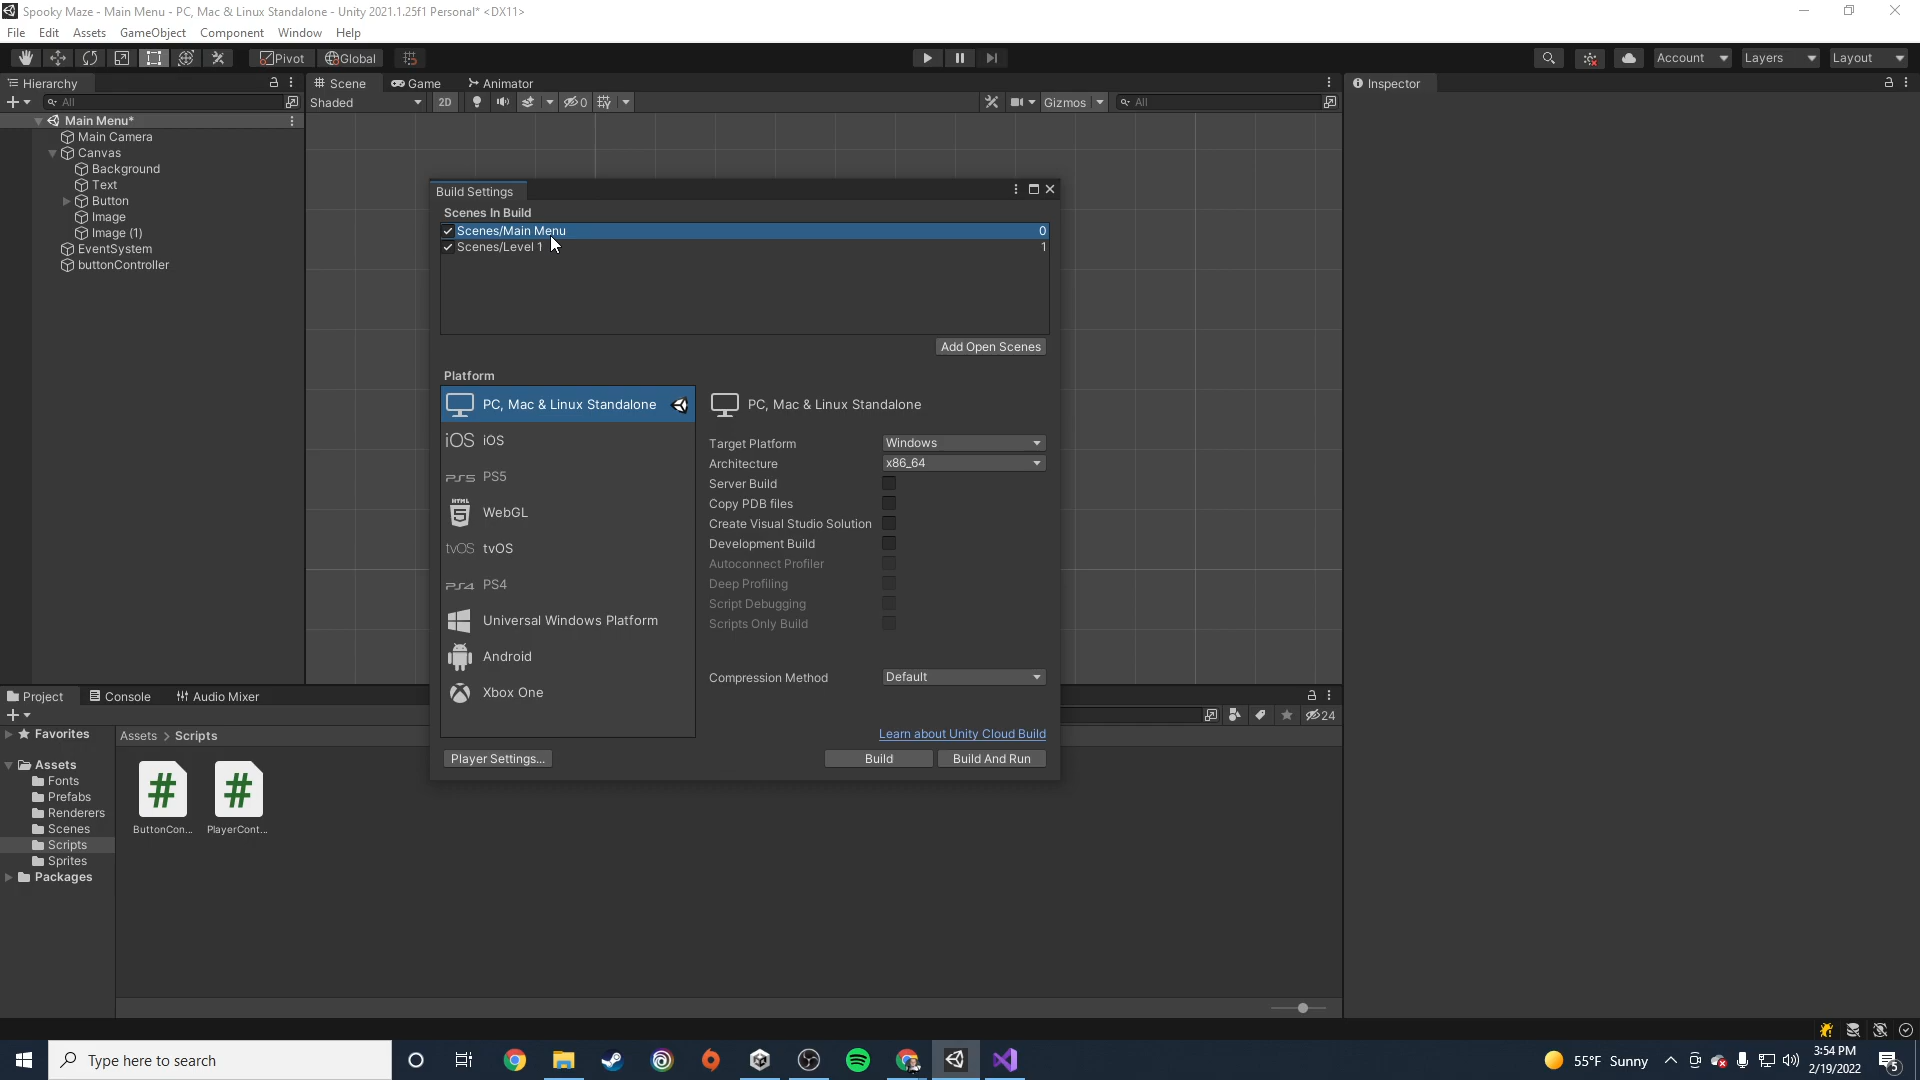 Spooky Maze - Main Menu - PC, Mac & Linux Standalone - Unity 2021.1.25f1 Personal* <DX11>
File Edit Assets GameObject Component Window Help
Pivot Global
Account Layers Layout
Hierarchy
All
Main Menu*
Main Camera
Canvas
Background
Text
Button
Image
Image (1)
EventSystem
buttonController
Scene Game Animator
Shaded 2D 0 Gizmos All
Inspector
Build Settings
Scenes In Build
Scenes/Main Menu 0
Scenes/Level 1 1
Add Open Scenes
Platform
PC, Mac & Linux Standalone
iOS iOS
PS5 PS5
HTML 5 WebGL
tvOS tvOS
PS4 PS4
Universal Windows Platform
Android
Xbox One
PC, Mac & Linux Standalone
Target Platform Windows
Architecture x86_64
Server Build
Copy PDB files
Create Visual Studio Solution
Development Build
Autoconnect Profiler
Deep Profiling
Script Debugging
Scripts Only Build
Compression Method Default
Learn about Unity Cloud Build
Player Settings... Build Build And Run
Project Console Audio Mixer
24
Favorites
Assets
Fonts
Prefabs
Renderers
Scenes
Scripts
Sprites
Packages
Assets > Scripts
ButtonCon... PlayerCont...
Type here to search
55°F Sunny
3:54 PM
2/19/2022
5